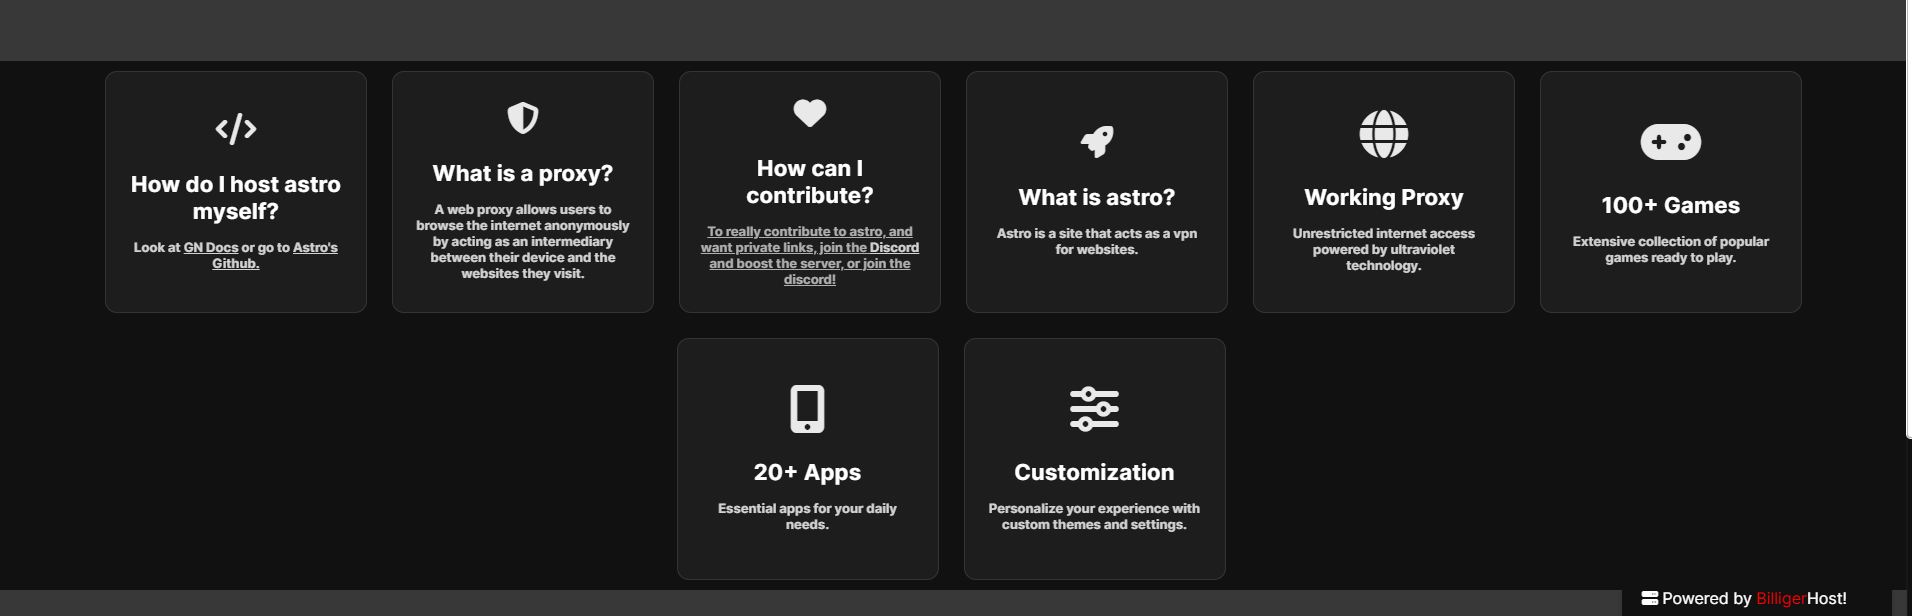 How do I host astro
myself?
Look at GN Docs or go to Astro's
Github.
What is a proxy?
A web proxy allows users to
browse the internet anonymously
by acting as an intermediary
between their device and the
websites they visit.
How can I
contribute?
To really contribute to astro, and
want private links, join the Discord
and boost the server, or join the
discord!
What is astro?
Astro is a site that acts as a vpn
for websites.
Working Proxy
Unrestricted internet access
powered by ultraviolet
technology.
100+ Games
Extensive collection of popular
games ready to play.
20+ Apps
Essential apps for your daily
needs.
Customization
Personalize your experience with
custom themes and settings.
Powered by BilligerHost!